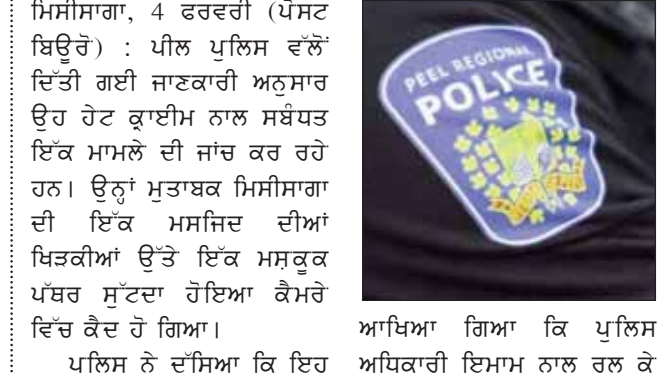 ਮਿਸੀਸਾਗਾ, 4 ਫਰਵਰੀ (ਪੋਸਟ
ਬਿਊਰੋ) : ਪੀਲ ਪੁਲਿਸ ਵੱਲੋਂ
ਦਿੱਤੀ ਗਈ ਜਾਣਕਾਰੀ ਅਨੁਸਾਰ
ਉਹ ਹੇਟ ਕ੍ਰਾਈਮ ਨਾਲ ਸਬੰਧਤ
ਇੱਕ ਮਾਮਲੇ ਦੀ ਜਾਂਚ ਕਰ ਰਹੇ
ਹਨ। ਉਨ੍ਹਾਂ ਮੁਤਾਬਕ ਮਿਸੀਸਾਗਾ
ਦੀ ਇੱਕ ਮਸਜਿਦ ਦੀਆਂ
ਖਿੜਕੀਆਂ ਉੱਤੇ ਇੱਕ ਮਸ਼ਕੂਕ
ਪੱਥਰ ਸੁੱਟਦਾ ਹੋਇਆ ਕੈਮਰੇ
ਵਿੱਚ ਕੈਦ ਹੋ ਗਿਆ।
ਪੁਲਿਸ ਨੇ ਦੱਸਿਆ ਕਿ ਇਹ
PEEL REGIONAL
POLICE
ਆਖਿਆ ਗਿਆ ਕਿ ਪੁਲਿਸ
ਅਧਿਕਾਰੀ ਇਮਾਮ ਨਾਲ ਰਲ ਕੇ